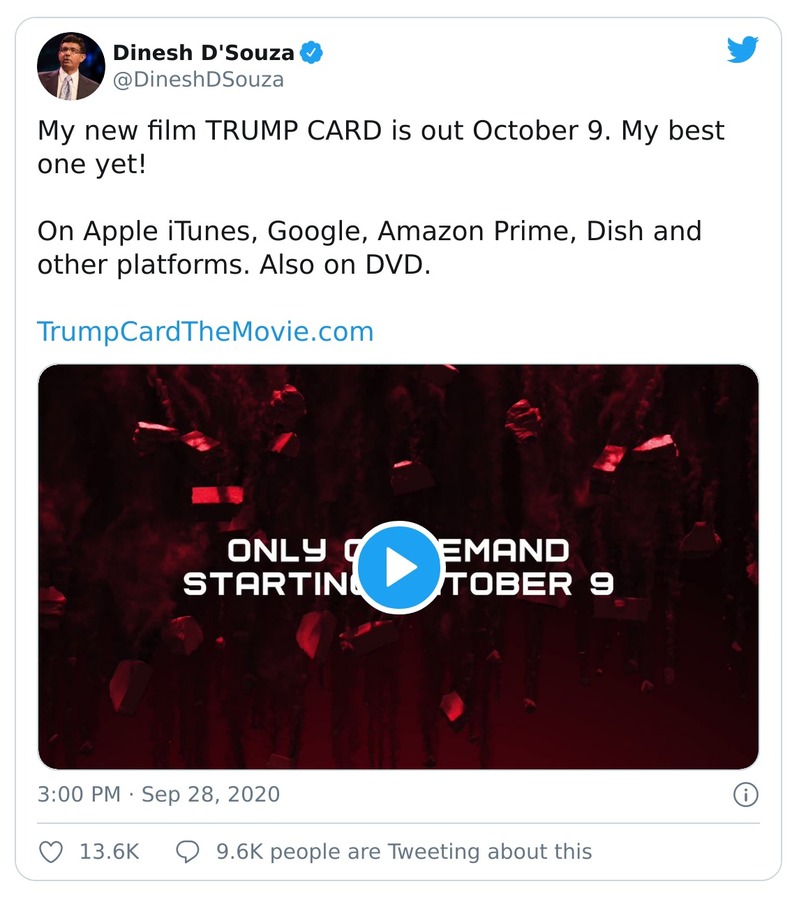 Dinesh D'Souza
@DineshDSouza
My new film TRUMP CARD is out October 9. My best
one yet!
On Apple iTunes, Google, Amazon Prime, Dish and
other platforms. Also on DVD.
TrumpCardTheMovie.com
ONLY EMAND
STARTIN TOBER 9
3:00 PM · Sep 28, 2020
13.6K 9.6K people are Tweeting about this